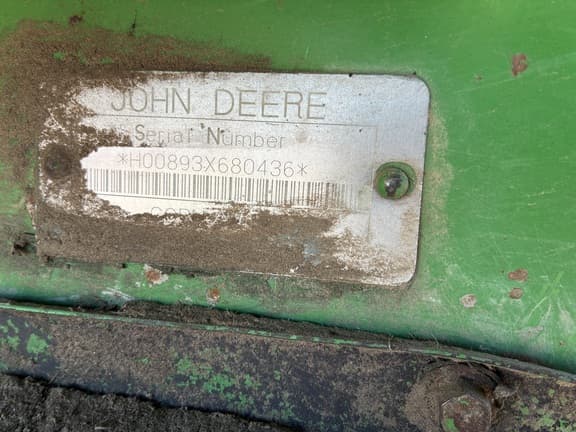 JOHN DEERE
Serial Number
*H00893X680436*